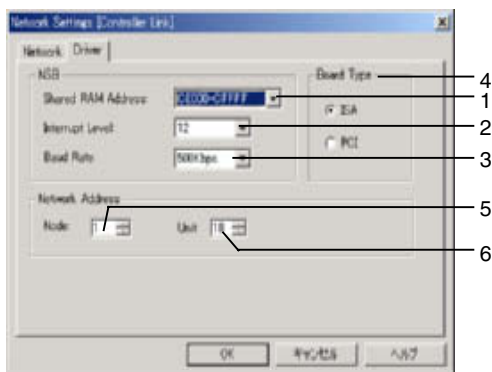 Network Settings [Controller Link]
Network Driver
NSB
Shared RAM Address
Interrupt Level
12
Baud Rate
500Kbps
Board Type
ISA
PCI
Network Address
Node
1
Unit
OK
キャンセル
ヘルプ
4
1
2
3
5
6